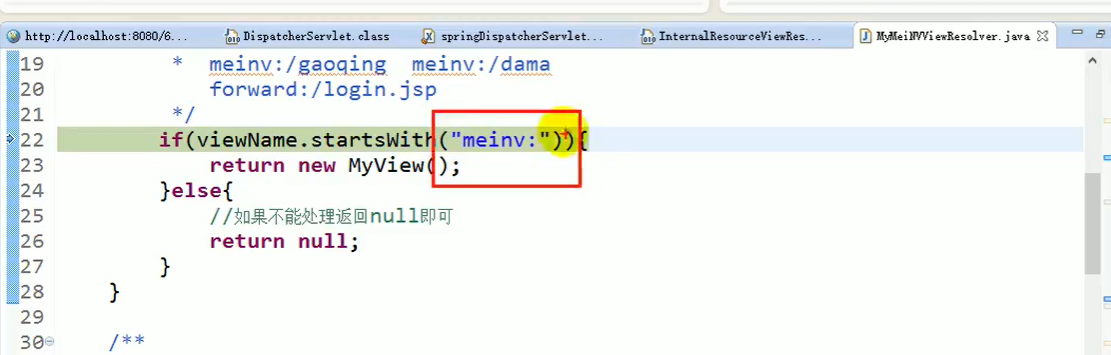 http://localhost:8080/6... DispatcherServlet.class springDispatcherServlet... InternalResourceViewRes... MyMeiNVViewResolver.java
19 * meinv:/gaoqing meinv:/dama
20 forward:/login.jsp
21 */
22 if(viewName.startsWith("meinv:")){
23 return new MyView();
24 }else{
25 //如果不能处理返回null即可
26 return null;
27 }
28 }
29
30 /**